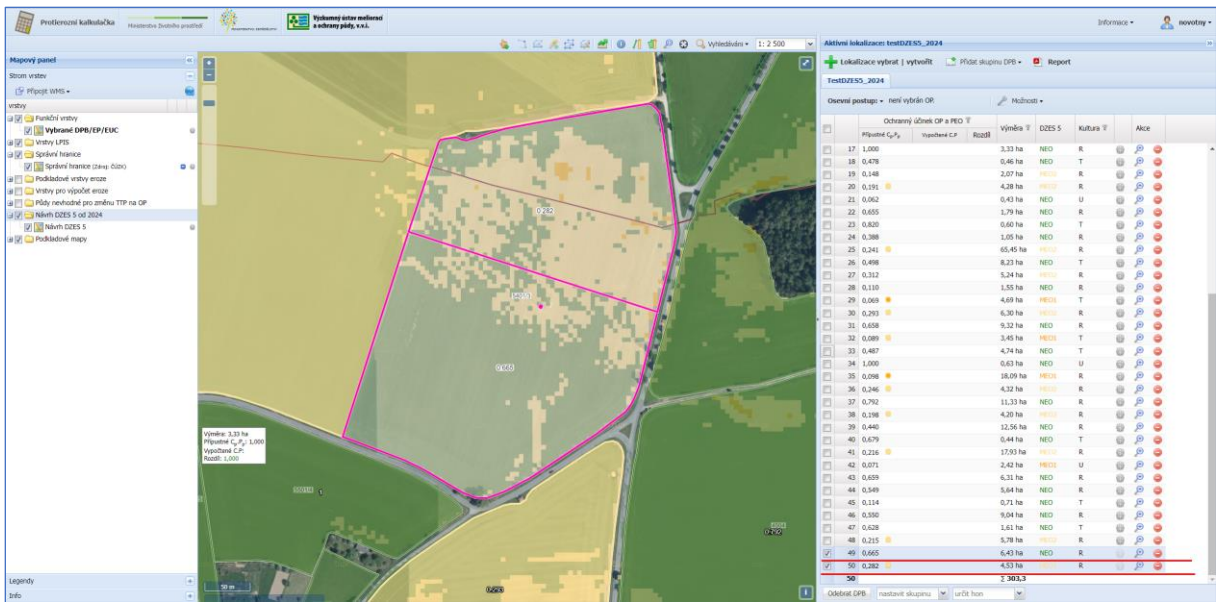 Protierozní kalkulačka
Ministerstvo životního prostředí
Výzkumný ústav meliorací
a ochrany půdy, v.v.i.
Informace
novotny
Mapový panel
Strom vrstev
Připojit WMS
vrstvy
Funkční vrstvy
Vybrané DPB/EP/EUC
Vrstvy LPIS
Správní hranice
Správní hranice (Zdroj: ČÚZK)
Podkladové vrstvy eroze
Vrstvy pro výpočet eroze
Půdy nevhodné pro změnu TTP na OP
Návrh DZES 5 od 2024
Návrh DZES 5
Podkladové mapy
Legendy
Info
Vyhledávání
1: 2 500
0.282
0.665
Výměra: 3,33 ha
Přípustné Cp.Pp: 1,000
Vypočtené C.P:
Rozdíl: 1,000
50 m
Aktivní lokalizace: testDZES5_2024
Lokalizace vybrat | vytvořit Přidat skupinu DPB Report
TestDZES5_2024
Osevní postup: není vybrán OP. Možnosti
Ochranný účinek OP a PEO
Přípustné Cp.Pp Vypočtené C.P Rozdíl Výměra DZES 5 Kultura Akce
17 1,000 3,33 ha NEO R
18 0,478 0,46 ha NEO T
19 0,148 2,07 ha R
20 0,191 4,28 ha R
21 0,062 0,43 ha NEO U
22 0,655 1,79 ha NEO R
23 0,820 0,60 ha NEO T
24 0,388 1,05 ha NEO R
25 0,241 65,45 ha R
26 0,498 8,23 ha NEO T
27 0,312 5,24 ha R
28 0,110 1,55 ha NEO R
29 0,069 4,69 ha MEO1 T
30 0,293 6,30 ha R
31 0,658 9,32 ha NEO R
32 0,089 3,45 ha MEO1 T
33 0,487 4,74 ha NEO T
34 1,000 0,63 ha NEO U
35 0,098 18,09 ha MEO1 R
36 0,246 4,32 ha R
37 0,792 11,33 ha NEO R
38 0,198 4,20 ha R
39 0,440 12,56 ha NEO R
40 0,679 0,44 ha NEO T
41 0,216 17,93 ha R
42 0,071 2,42 ha MEO1 U
43 0,659 6,31 ha NEO R
44 0,549 5,64 ha NEO R
45 0,114 0,71 ha NEO T
46 0,550 9,04 ha NEO R
47 0,628 1,61 ha NEO T
48 0,215 5,78 ha R
49 0,665 6,43 ha NEO R
50 0,282 4,53 ha R
50 Σ 303,3
Odebrat DPB nastavit skupinu určit hon